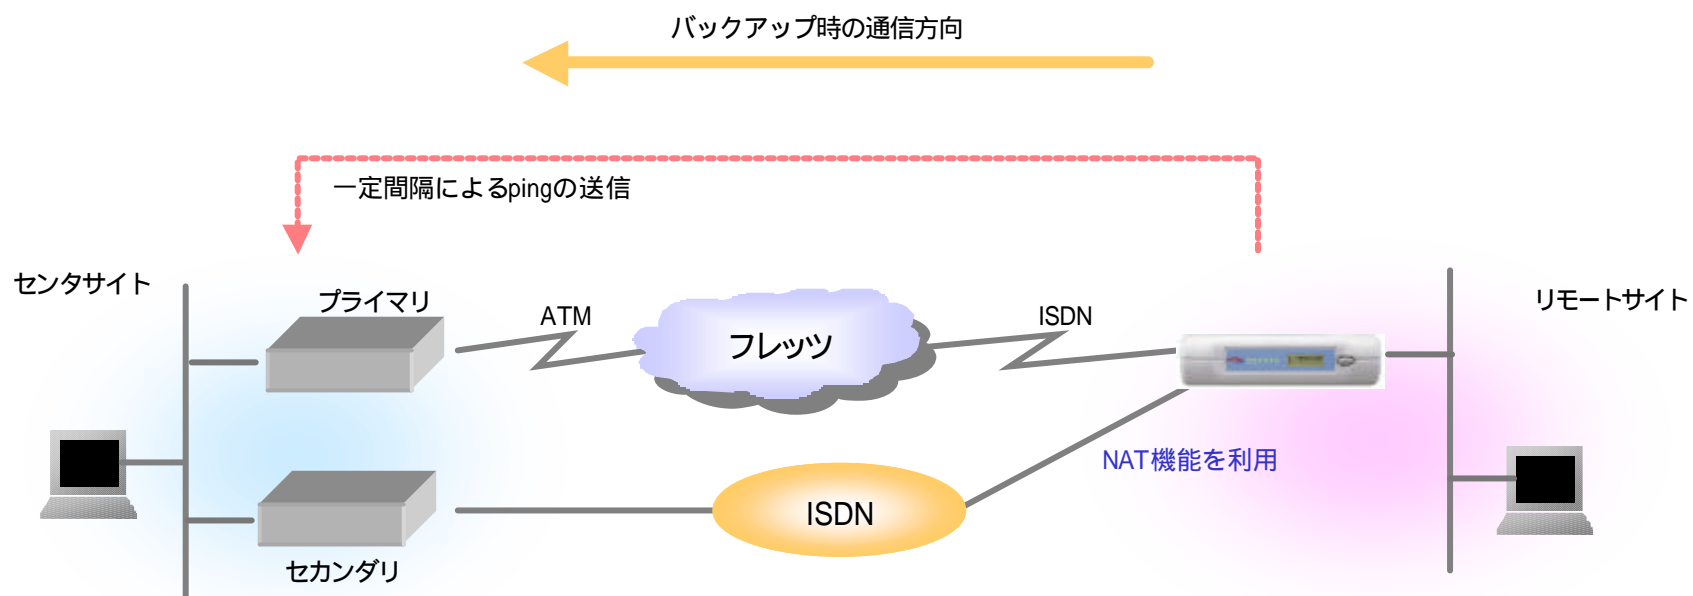 バックアップ時の通信方向
一定間隔によるpingの送信
センタサイト
プライマリ
ATM
フレッツ
ISDN
リモートサイト
NAT機能を利用
ISDN
セカンダリ